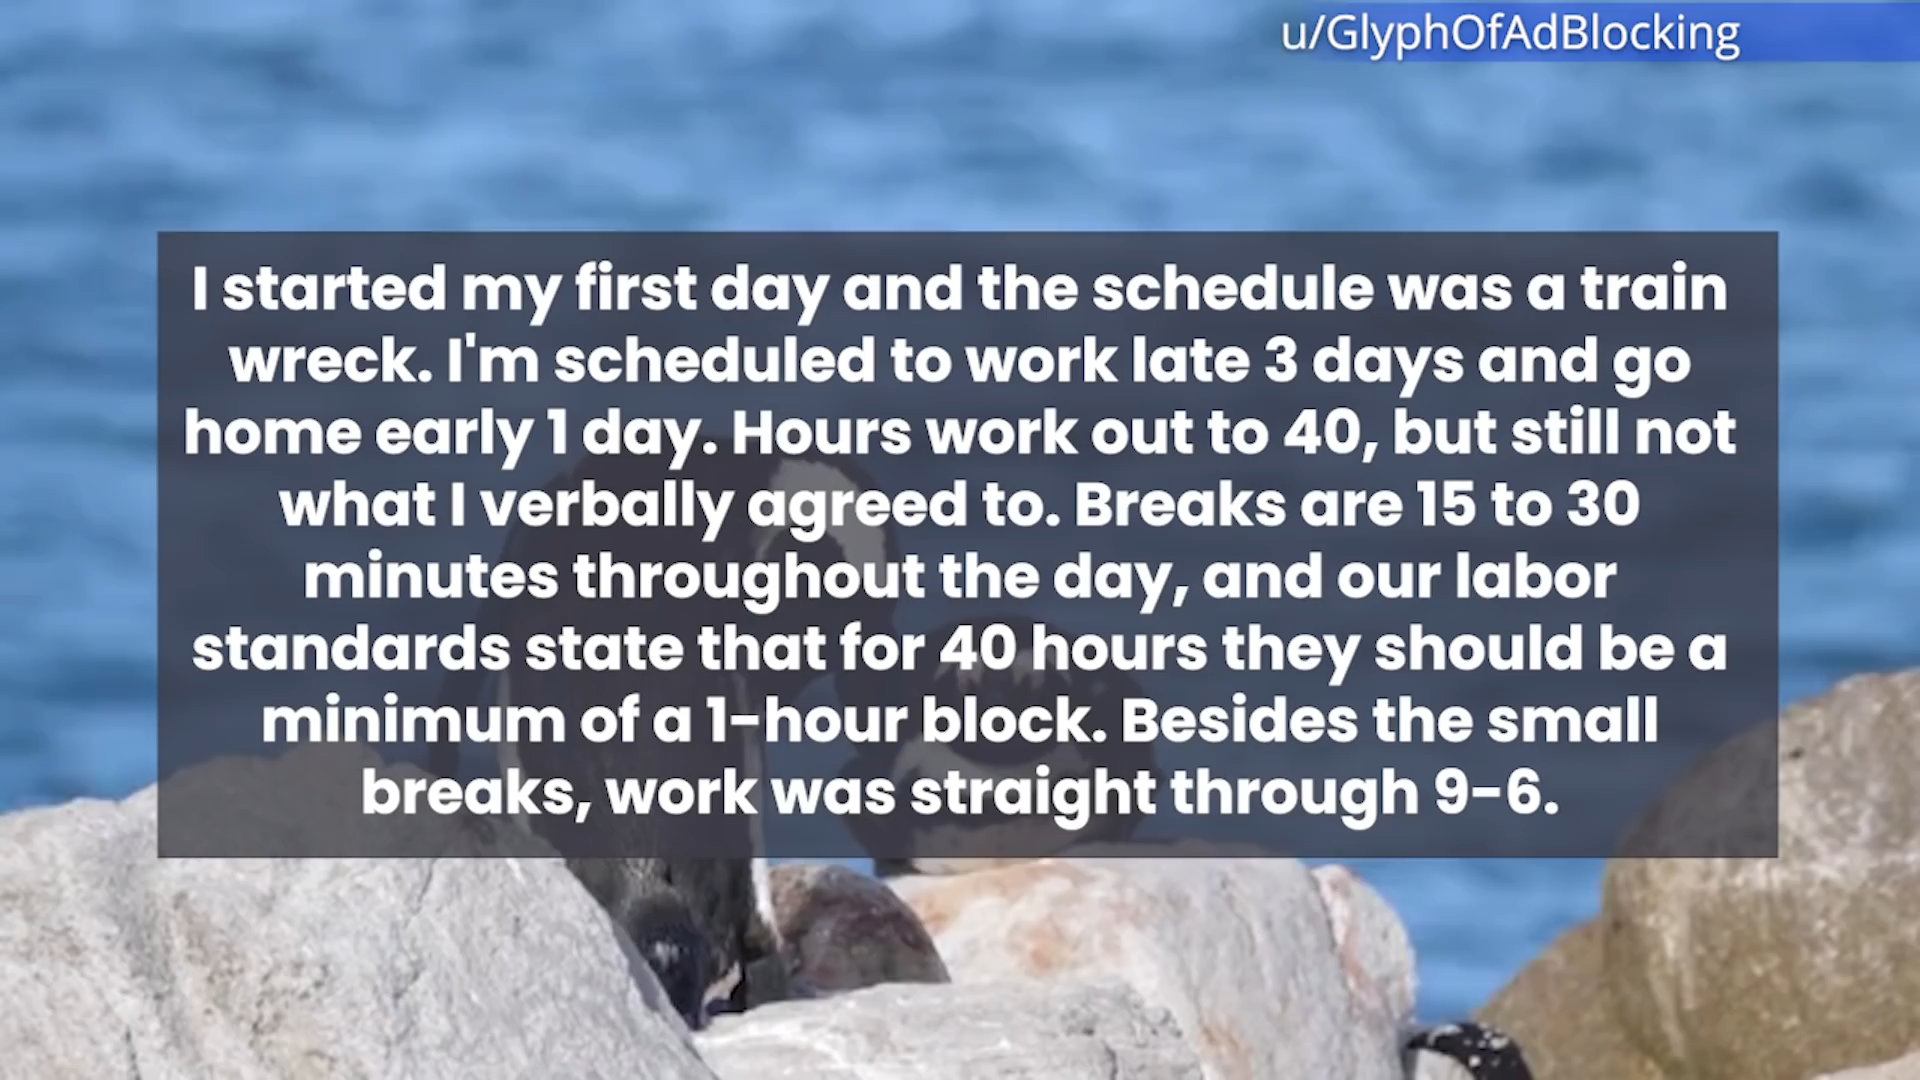 u/GlyphOfAdBlocking
I started my first day and the schedule was a train
wreck. I'm scheduled to work late 3 days and go
home early 1 day. Hours work out to 40, but still not
what I verbally agreed to. Breaks are 15 to 30
minutes throughout the day, and our labor
standards state that for 40 hours they should be a
minimum of a 1-hour block. Besides the small
breaks, work was straight through 9-6.